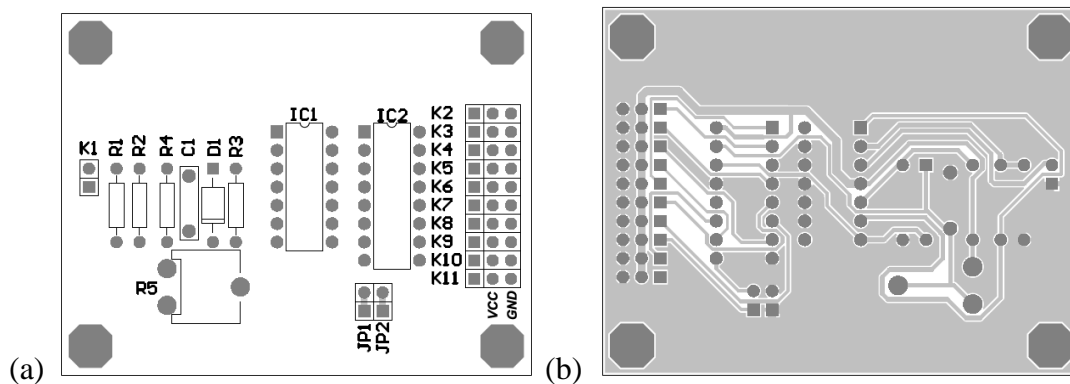 IC1
IC2
K1
R1
R2
R4
C1
D1
R3
K2
K3
K4
K5
K6
K7
K8
K9
K10
K11
R5
JP1
JP2
VCC
GND
(a)
(b)